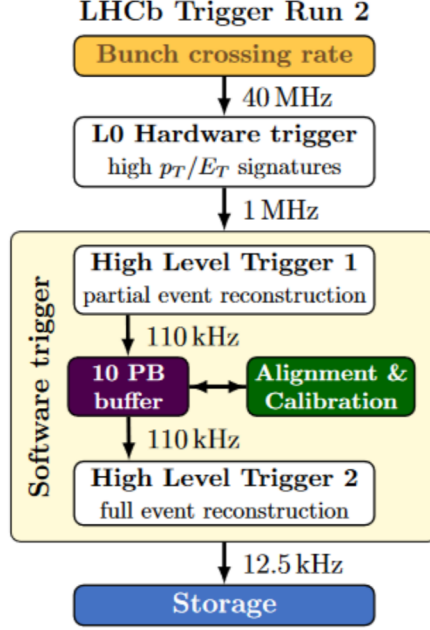 LHCb Trigger Run 2
Bunch crossing rate
40 MHz
L0 Hardware trigger
high p_T/E_T signatures
1 MHz
Software trigger
High Level Trigger 1
partial event reconstruction
110 kHz
10 PB
buffer
Alignment &
Calibration
110 kHz
High Level Trigger 2
full event reconstruction
12.5 kHz
Storage